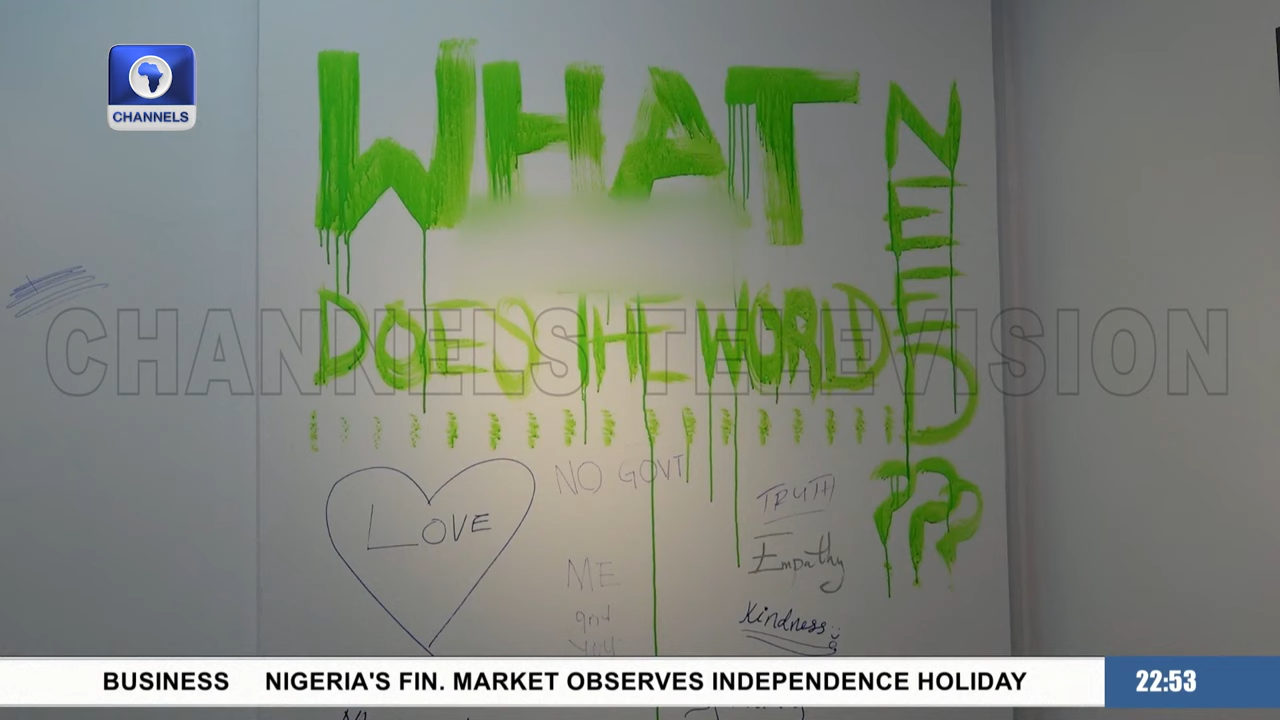 CHANNELS
WHAT
DOES THE WORLD
NEED
???
CHANNELS TELEVISION
LOVE
NO GOVT
TRUTH
Empathy
ME
Kindness
BUSINESS NIGERIA'S FIN. MARKET OBSERVES INDEPENDENCE HOLIDAY 22:53